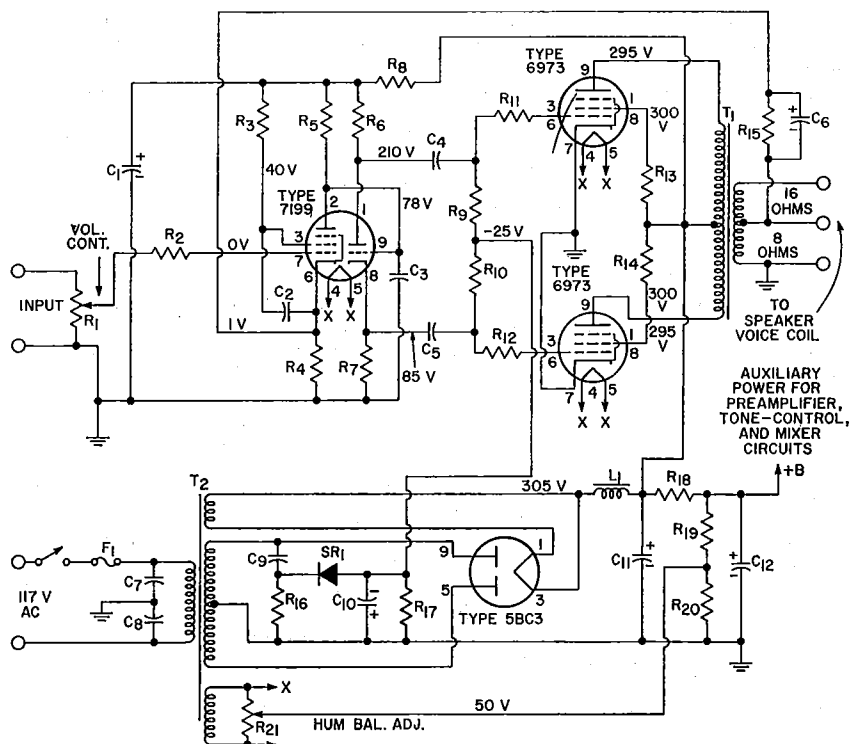 TYPE
6973
295 V
9
R8
R11
3
6
1
8
300
V
T1
R15
+
-
C6
R3
R5
R6
C4
210 V
7
4
5
X
X
R13
16
OHMS
C1
+
-
40 V
TYPE
7199
2
1
78 V
R9
-25 V
8
OHMS
VOL.
CONT.
R2
0V
3
7
9
6
4
5
8
C3
R10
TYPE
6973
R14
300
V
295
V
9
INPUT
R1
C2
X
X
1 V
C5
R12
3
6
1
8
TO
SPEAKER
VOICE COIL
R4
R7
85 V
7
4
5
X
X
AUXILIARY
POWER FOR
PREAMPLIFIER,
TONE-CONTROL,
AND MIXER
CIRCUITS
+B
T2
305 V
L1
R18
F1
C7
C8
117 V
AC
C9
SR1
9
5
1
3
R16
C10
-
+
R17
TYPE 5BC3
C11
+
-
R19
R20
+
-
C12
X
R21
HUM BAL. ADJ.
50 V